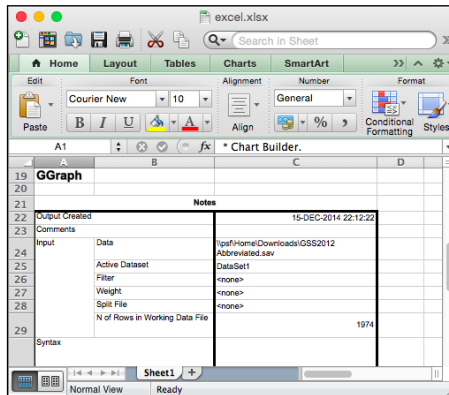 excel.xlsx
Search in Sheet
Home Layout Tables Charts SmartArt
Edit Font Alignment Number Format
Courier New 10 General
Paste B I U A Align % Conditional Formatting Styles
A1 fx * Chart Builder.
A B C D
19 GGraph
20
21 Notes
22 Output Created 15-DEC-2014 22:12:22
23 Comments
24 Input Data \\psf\Home\Downloads\GSS2012 Abbreviated.sav
25 Active Dataset DataSet1
26 Filter <none>
27 Weight <none>
28 Split File <none>
29 N of Rows in Working Data File 1974
Syntax
Sheet1
Normal View Ready